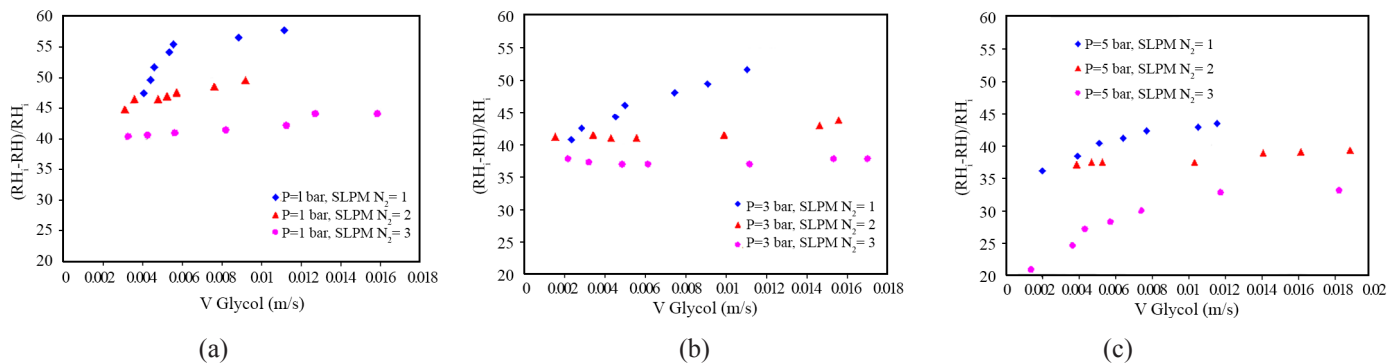 60
55
50
45
40
35
30
25
20
(RHi-RH)/RHi
P=1 bar, SLPM N2= 1
P=1 bar, SLPM N2= 2
P=1 bar, SLPM N2= 3
0 0.002 0.004 0.006 0.008 0.01 0.012 0.014 0.016 0.018
V Glycol (m/s)
(a)
60
55
50
45
40
35
30
25
20
(RHi-RH)/RHi
P=3 bar, SLPM N2= 1
P=3 bar, SLPM N2= 2
P=3 bar, SLPM N2= 3
0.002 0.004 0.006 0.008 0.01 0.012 0.014 0.016 0.018
V Glycol (m/s)
(b)
60
55
50
45
40
35
30
25
20
(RHi-RH)/RHi
P=5 bar, SLPM N2= 1
P=5 bar, SLPM N2= 2
P=5 bar, SLPM N2= 3
0 0.002 0.004 0.006 0.008 0.01 0.012 0.014 0.016 0.018 0.02
V Glycol (m/s)
(c)